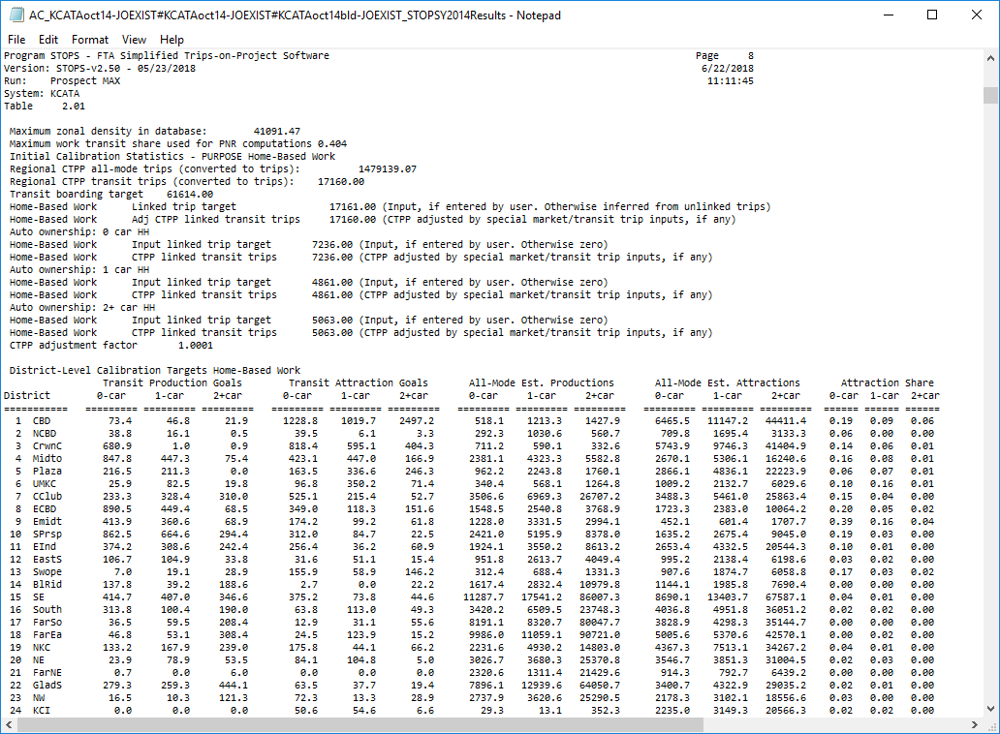 AC_KCATAoct14-JOEXIST#KCATAoct14-JOEXIST#KCATAoct14bld-JOEXIST_STOPSY2014Results - Notepad
File Edit Format View Help
Program STOPS - FTA Simplified Trips-on-Project Software Page 8
Version: STOPS-v2.50 - 05/23/2018 6/22/2018
Run: Prospect MAX 11:11:45
System: KCATA
Table 2.01
Maximum zonal density in database: 41091.47
Maximum work transit share used for PNR computations 0.404
Initial Calibration Statistics - PURPOSE Home-Based Work
Regional CTPP all-mode trips (converted to trips): 1479139.07
Regional CTPP transit trips (converted to trips): 17160.00
Transit boarding target 61614.00
Home-Based Work Linked trip target 17161.00 (Input, if entered by user. Otherwise inferred from unlinked trips)
Home-Based Work Adj CTPP linked transit trips 17160.00 (CTPP adjusted by special market/transit trip inputs, if any)
Auto ownership: 0 car HH
Home-Based Work Input linked trip target 7236.00 (Input, if entered by user. Otherwise zero)
Home-Based Work CTPP linked transit trips 7236.00 (CTPP adjusted by special market/transit trip inputs, if any)
Auto ownership: 1 car HH
Home-Based Work Input linked trip target 4861.00 (Input, if entered by user. Otherwise zero)
Home-Based Work CTPP linked transit trips 4861.00 (CTPP adjusted by special market/transit trip inputs, if any)
Auto ownership: 2+ car HH
Home-Based Work Input linked trip target 5063.00 (Input, if entered by user. Otherwise zero)
Home-Based Work CTPP linked transit trips 5063.00 (CTPP adjusted by special market/transit trip inputs, if any)
CTPP adjustment factor 1.0001
District-Level Calibration Targets Home-Based Work
Transit Production Goals Transit Attraction Goals All-Mode Est. Productions All-Mode Est. Attractions Attraction Share
District 0-car 1-car 2+car 0-car 1-car 2+car 0-car 1-car 2+car 0-car 1-car 2+car 0-car 1-car 2+car
=========== ========= ========= ========= ========= ========= ========= ========= ========= ========= ========= ========= ========= ====== ====== ======
1 CBD 73.4 46.8 21.9 1228.8 1019.7 2497.2 518.1 1213.3 1427.9 6465.5 11147.2 44411.4 0.19 0.09 0.06
2 NCBD 38.8 16.1 0.5 39.5 6.1 3.3 292.3 1030.6 560.7 709.8 1695.4 3133.3 0.06 0.00 0.00
3 CrwnC 680.9 1.0 0.9 818.4 595.1 404.3 711.2 590.1 332.6 5743.9 9746.3 41404.9 0.14 0.06 0.01
4 Midto 847.8 447.3 75.4 423.1 447.0 166.9 2381.1 4323.3 5582.8 2671.1 5306.1 16240.6 0.16 0.08 0.01
5 Plaza 216.5 211.3 0.0 163.5 336.6 246.3 962.2 2243.8 1760.1 2866.1 4836.1 22223.9 0.06 0.07 0.01
6 UMKC 25.9 82.5 19.8 96.8 350.2 71.4 340.4 568.1 1264.8 1009.2 2132.7 6029.6 0.10 0.16 0.01
7 CClub 233.3 328.4 310.0 525.1 215.4 52.7 3506.6 6969.3 26707.2 3488.3 5461.0 25863.4 0.15 0.04 0.00
8 ECBD 890.5 449.4 68.5 349.0 118.3 151.6 1548.5 2540.8 3768.9 1723.3 2383.0 10064.2 0.20 0.05 0.02
9 Emidt 413.9 360.6 68.9 174.2 99.2 61.8 1228.0 3331.5 2994.1 452.1 601.4 1707.7 0.39 0.16 0.04
10 SPrsp 862.5 664.6 294.4 312.0 84.7 22.5 2421.0 5195.9 8378.0 1635.2 2675.4 9045.0 0.19 0.03 0.00
11 EInd 374.2 308.6 242.4 256.4 36.2 60.9 1924.1 3550.2 8613.2 2653.4 4332.5 20544.3 0.10 0.01 0.00
12 EastS 106.7 104.9 33.8 31.6 51.1 15.4 951.8 2613.7 4049.4 995.2 2138.4 6198.6 0.03 0.02 0.00
13 Swope 7.0 19.1 28.9 155.9 58.9 146.2 312.4 688.4 1331.3 907.6 1874.7 6058.8 0.17 0.03 0.02
14 BlRid 137.8 39.2 188.6 2.7 0.0 22.2 1617.4 2832.4 10979.8 1144.1 1985.8 7690.4 0.00 0.00 0.00
15 SE 414.7 407.0 346.6 375.2 73.8 44.6 11287.7 17541.2 86007.3 8690.1 13403.7 67587.1 0.04 0.01 0.00
16 South 313.8 100.4 190.0 63.8 113.0 49.3 3420.2 6509.5 23748.3 4036.8 4951.8 36051.2 0.02 0.02 0.00
17 FarSo 36.5 59.5 208.4 12.9 31.1 55.6 8191.1 8320.7 80047.7 3828.9 4298.3 35144.7 0.00 0.00 0.00
18 FarEa 46.8 53.1 308.4 24.5 123.9 15.2 9986.0 11059.1 90721.0 5005.6 5370.6 42570.1 0.00 0.02 0.00
19 NKC 133.2 167.9 239.0 175.8 44.1 66.2 2231.6 4930.2 14803.0 4367.3 7513.1 34267.2 0.04 0.01 0.00
20 NE 23.9 78.9 53.5 84.1 104.8 5.0 3026.7 3680.3 25370.8 3546.7 3851.3 31004.5 0.02 0.03 0.00
21 FarNE 0.7 0.0 6.0 0.0 0.0 0.0 2320.6 1311.4 21429.6 914.3 792.7 6439.2 0.00 0.00 0.00
22 GladS 279.3 259.3 444.1 63.5 37.7 19.4 7896.1 12939.6 64050.7 3400.7 4322.9 29035.2 0.02 0.01 0.00
23 NW 16.5 10.3 121.3 72.3 13.3 28.9 2737.9 3620.6 25290.5 2178.3 3102.1 18556.6 0.03 0.00 0.00
24 KCI 0.0 0.0 0.0 50.6 54.6 6.6 29.3 13.1 352.3 2235.0 3149.3 20566.3 0.02 0.02 0.00